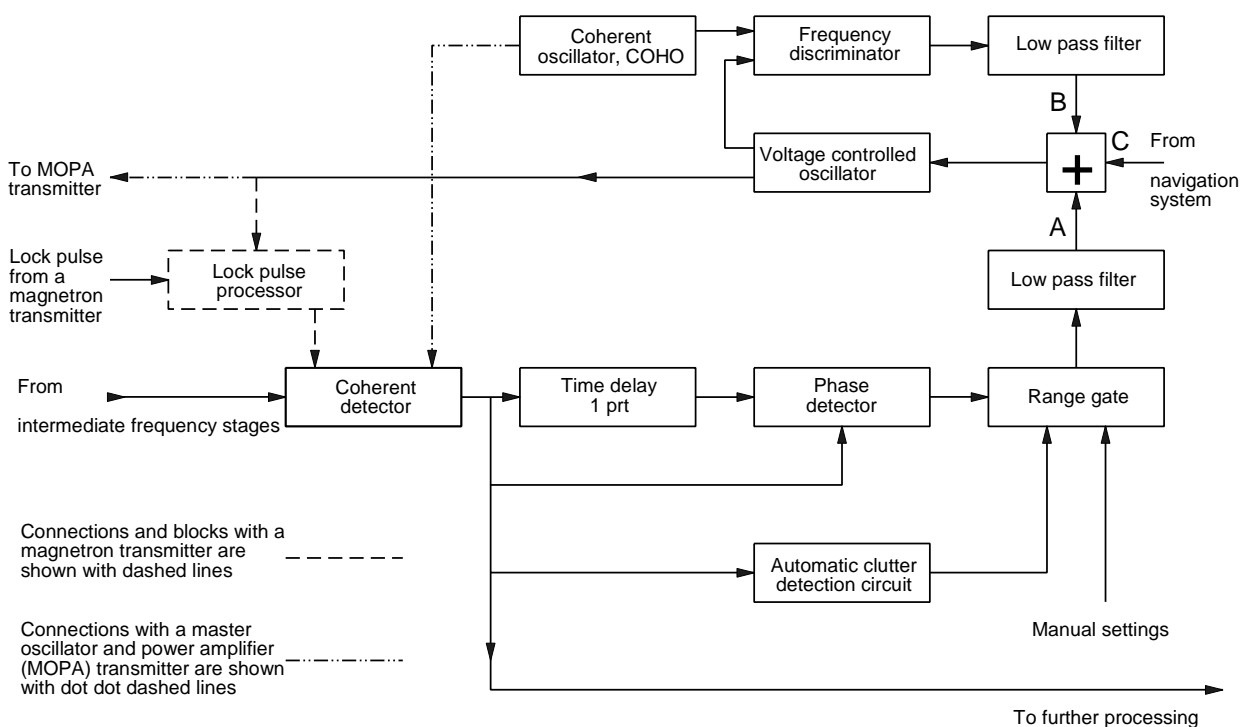 Coherent
oscillator, COHO
Frequency
discriminator
Low pass filter
B
C
From
navigation
system
+
Voltage controlled
oscillator
To MOPA
transmitter
A
Lock pulse
from a
magnetron
transmitter
Lock pulse
processor
Low pass filter
From
intermediate frequency stages
Coherent
detector
Time delay
1 prt
Phase
detector
Range gate
Connections and blocks with a
magnetron transmitter are
shown with dashed lines
Automatic clutter
detection circuit
Manual settings
Connections with a master
oscillator and power amplifier
(MOPA) transmitter are shown
with dot dot dashed lines
To further processing